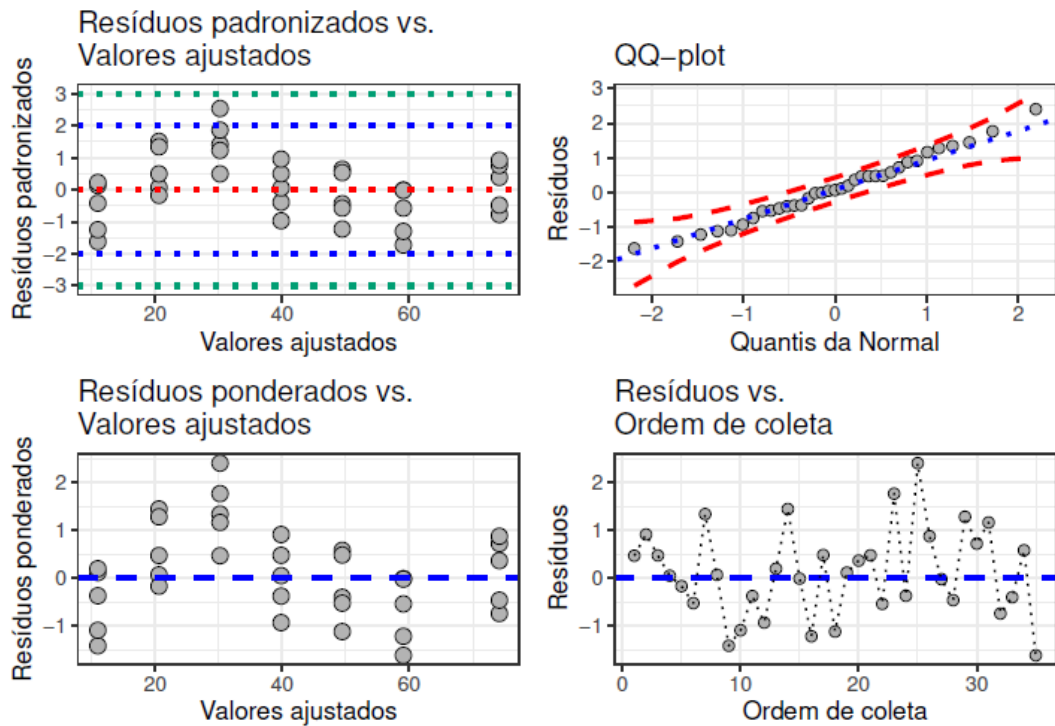 Resíduos padronizados vs.
Valores ajustados
Resíduos padronizados
3
2
1
0
−1
−2
−3
20
40
60
Valores ajustados
QQ−plot
Resíduos
3
2
1
0
−1
−2
−2
−1
0
1
2
Quantis da Normal
Resíduos ponderados vs.
Valores ajustados
Resíduos ponderados
2
1
0
−1
20
40
60
Valores ajustados
Resíduos vs.
Ordem de coleta
Resíduos
2
1
0
−1
0
10
20
30
Ordem de coleta